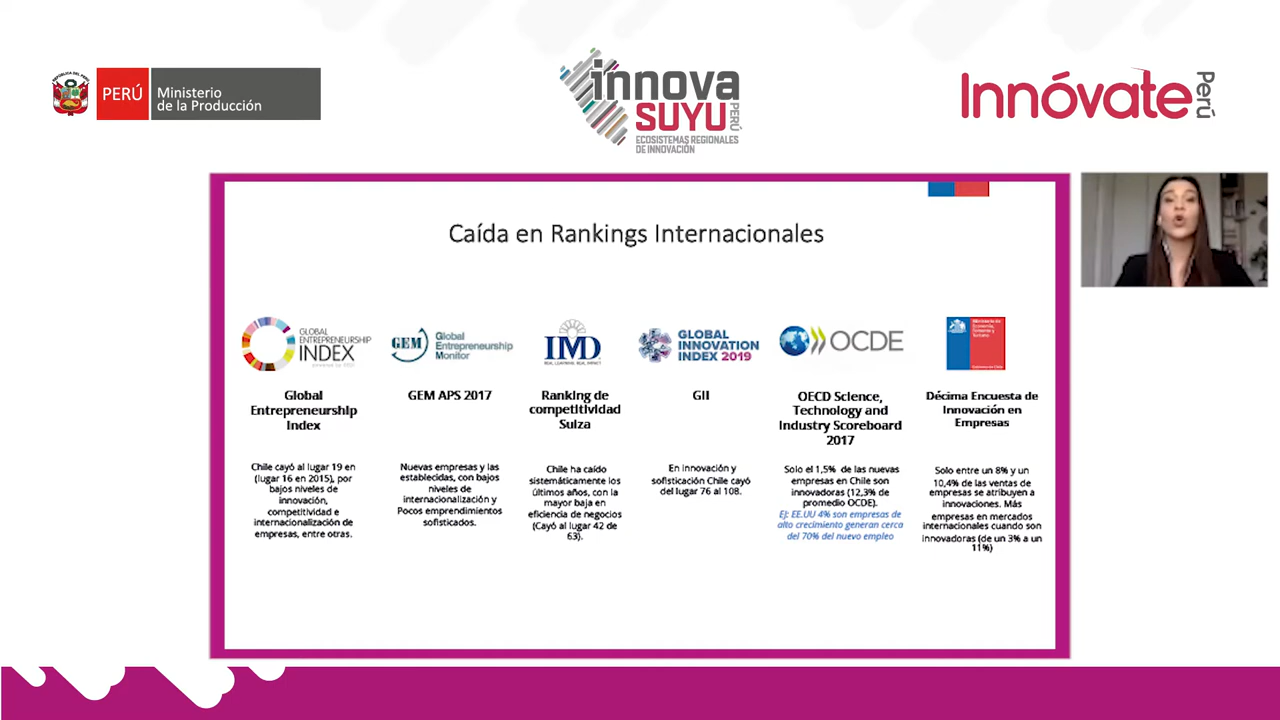 PERÚ
Ministerio
de la Producción
innova
SUYU
PERÚ
ECOSISTEMAS REGIONALES
DE INNOVACIÓN
Innóvate
Perú
Caída en Rankings Internacionales
GLOBAL
ENTREPRENEURSHIP
INDEX
GEM
Global
Entrepreneurship
Monitor
IMD
REAL LEARNING. REAL IMPACT
GLOBAL
INNOVATION
INDEX 2019
OCDE
Ministerio de
Economía,
Fomento y
Turismo
Global
Entrepreneurship
Index
GEM APS 2017
Ranking de
competitividad
Suiza
GII
OECD Science,
Technology and
Industry Scoreboard
2017
Décima Encuesta de
Innovación en
Empresas
Chile cayó al lugar 19 en
(lugar 16 en 2015), por
bajos niveles de
innovación,
competitividad e
internacionalización de
empresas, entre otras.
Nuevas empresas y las
establecidas, con bajos
niveles de
internacionalización y
Pocos emprendimientos
sofisticados.
Chile ha caído
sistemáticamente los
últimos años, con la
mayor baja en
eficiencia de negocios
(Cayó al lugar 42 de
63).
En innovación y
sofisticación Chile cayó
del lugar 76 al 108.
Solo el 1,5% de las nuevas
empresas en Chile son
innovadoras (12,3% de
promedio OCDE).
EJ: EE.UU 4% son empresas de
alto crecimiento generan cerca
del 70% del nuevo empleo
Solo entre un 8% y un
10,4% de las ventas de
empresas se atribuyen a
innovaciones. Más
empresas en mercados
internacionales cuando son
innovadoras (de un 3% a un
11%)